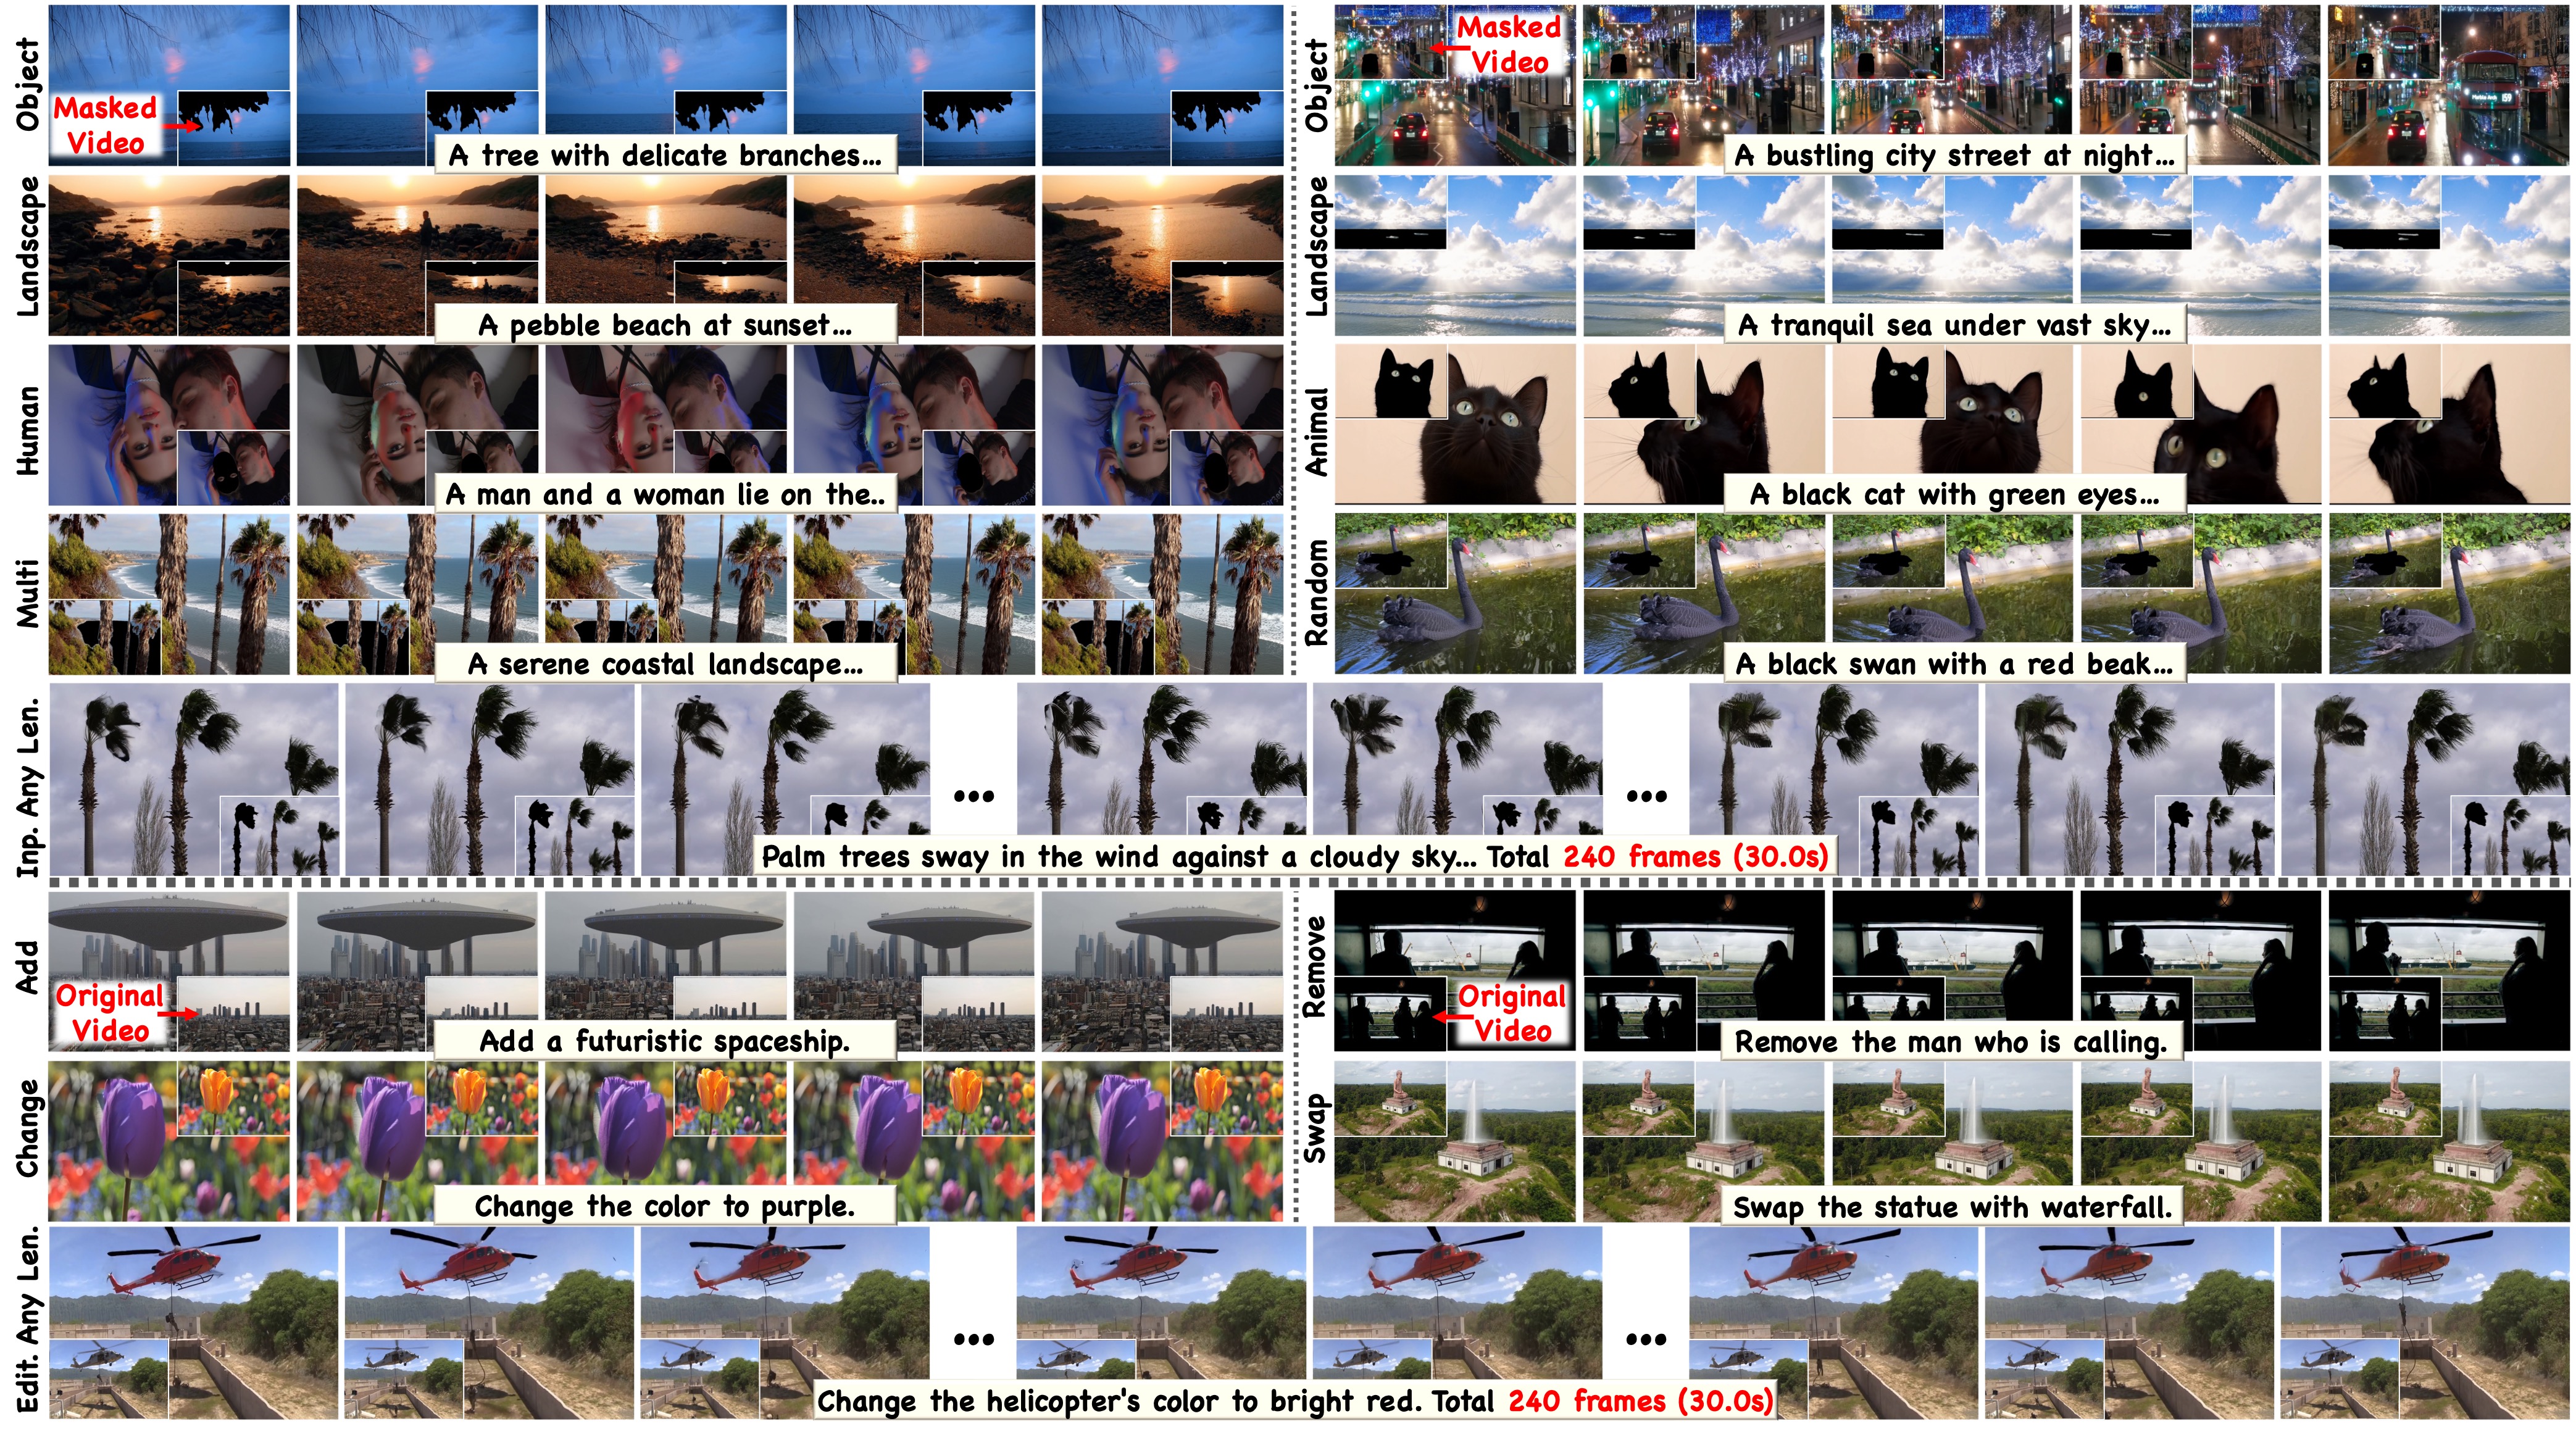 Object
Masked
Video
A tree with delicate branches...
Object
Masked
Video
159
A bustling city street at night...
Landscape
A pebble beach at sunset...
Landscape
A tranquil sea under vast sky...
Human
A man and a woman lie on the..
Animal
A black cat with green eyes...
Multi
A serene coastal landscape...
Random
A black swan with a red beak...
Inp. Any Len.
Palm trees sway in the wind against a cloudy sky... Total 240 frames (30.0s)
Add
Original
Video
Add a futuristic spaceship.
Remove
Original
Video
Remove the man who is calling.
Change
Change the color to purple.
Swap
Swap the statue with waterfall.
Edit. Any Len.
Change the helicopter's color to bright red. Total 240 frames (30.0s)